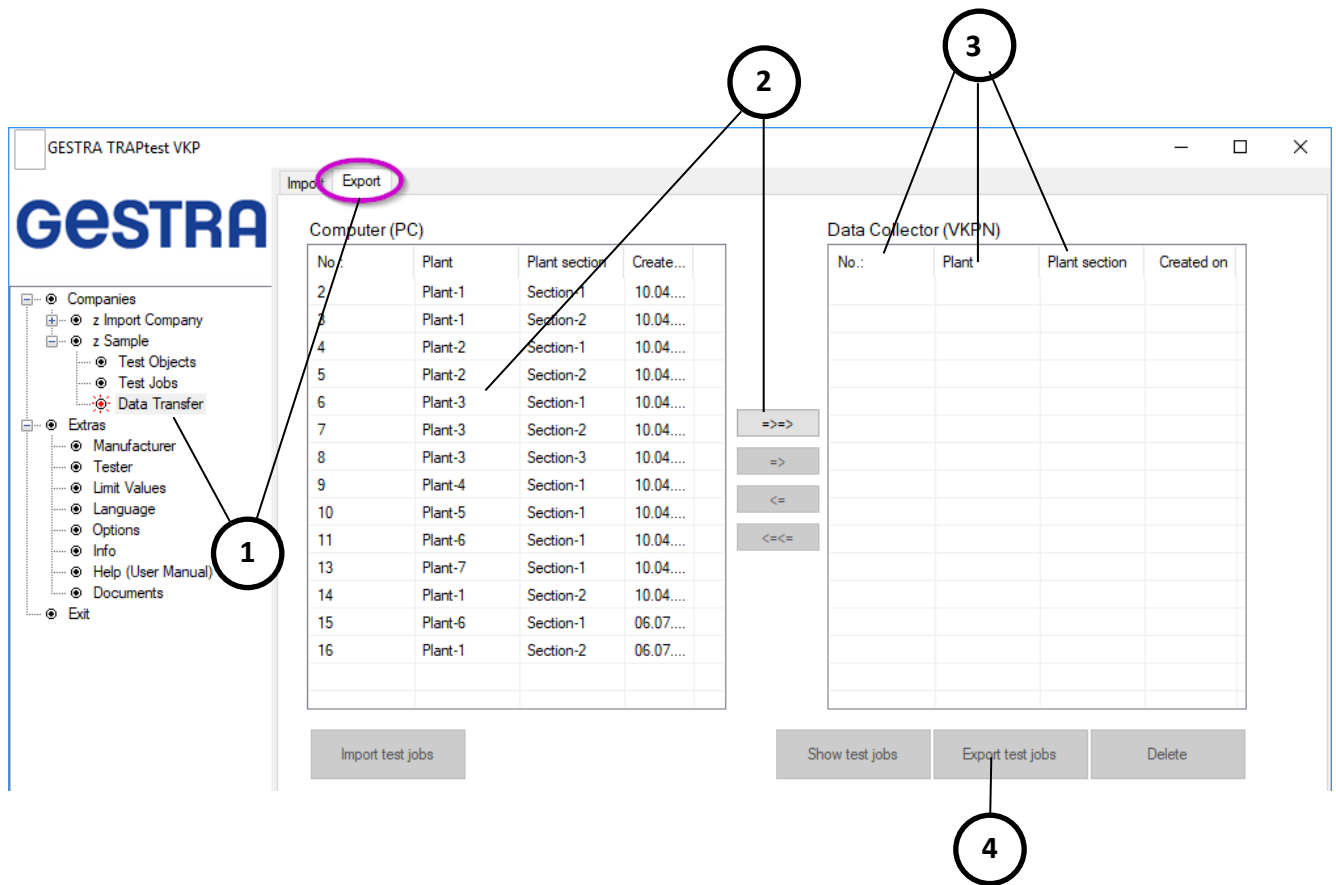 3
2
GESTRA TRAPtest VKP
GESTRA
Import Export
Computer (PC)
Data Collector (VKPN)
No.: Plant Plant section Create...
No.: Plant Plant section Created on
2 Plant-1 Section-1 10.04....
3 Plant-1 Section-2 10.04....
4 Plant-2 Section-1 10.04....
5 Plant-2 Section-2 10.04....
6 Plant-3 Section-1 10.04....
7 Plant-3 Section-2 10.04....
8 Plant-3 Section-3 10.04....
9 Plant-4 Section-1 10.04....
10 Plant-5 Section-1 10.04....
11 Plant-6 Section-1 10.04....
13 Plant-7 Section-1 10.04....
14 Plant-1 Section-2 10.04....
15 Plant-6 Section-1 06.07....
16 Plant-1 Section-2 06.07....
=>=>
=>
<=
<=<=
Companies
z Import Company
z Sample
Test Objects
Test Jobs
Data Transfer
Extras
Manufacturer
Tester
Limit Values
Language
Options
Info
Help (User Manual)
Documents
Exit
1
Import test jobs
Show test jobs
Export test jobs
Delete
4